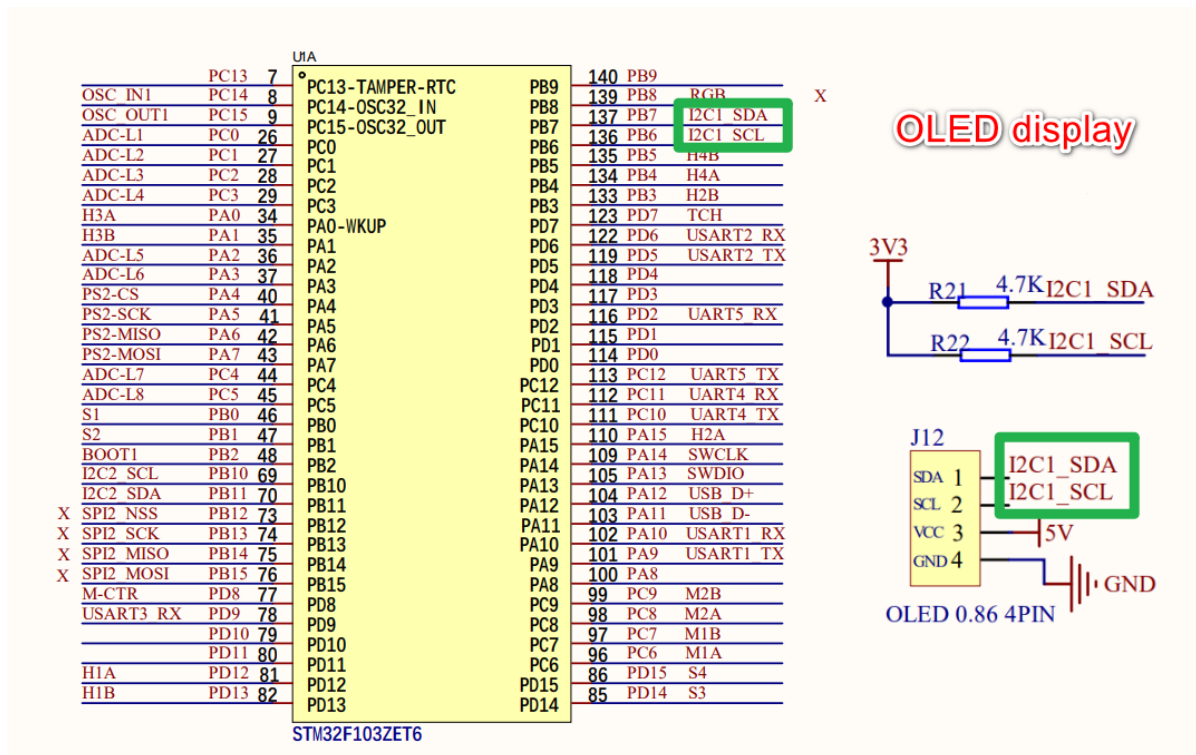 U1A
PC13 7 PC13-TAMPER-RTC PB9 140 PB9
OSC_IN1 PC14 8 PC14-OSC32_IN PB8 139 PB8 RGB X
OSC_OUT1 PC15 9 PC15-OSC32_OUT PB7 137 PB7 I2C1_SDA
ADC-L1 PC0 26 PC0 PB6 136 PB6 I2C1_SCL
ADC-L2 PC1 27 PC1 PB5 135 PB5 H4B
ADC-L3 PC2 28 PC2 PB4 134 PB4 H4A
ADC-L4 PC3 29 PC3 PB3 133 PB3 H2B
H3A PA0 34 PA0-WKUP PD7 123 PD7 TCH
H3B PA1 35 PA1 PD6 122 PD6 USART2_RX
ADC-L5 PA2 36 PA2 PD5 119 PD5 USART2_TX
ADC-L6 PA3 37 PA3 PD4 118 PD4
PS2-CS PA4 40 PA4 PD3 117 PD3
PS2-SCK PA5 41 PA5 PD2 116 PD2 UART5_RX
PS2-MISO PA6 42 PA6 PD1 115 PD1
PS2-MOSI PA7 43 PA7 PD0 114 PD0
ADC-L7 PC4 44 PC4 PC12 113 PC12 UART5_TX
ADC-L8 PC5 45 PC5 PC11 112 PC11 UART4_RX
S1 PB0 46 PB0 PC10 111 PC10 UART4_TX
S2 PB1 47 PB1 PA15 110 PA15 H2A
BOOT1 PB2 48 PB2 PA14 109 PA14 SWCLK
I2C2_SCL PB10 69 PB10 PA13 105 PA13 SWDIO
I2C2_SDA PB11 70 PB11 PA12 104 PA12 USB_D+
X SPI2_NSS PB12 73 PB12 PA11 103 PA11 USB_D-
X SPI2_SCK PB13 74 PB13 PA10 102 PA10 USART1_RX
X SPI2_MISO PB14 75 PB14 PA9 101 PA9 USART1_TX
X SPI2_MOSI PB15 76 PB15 PA8 100 PA8
M-CTR PD8 77 PD8 PC9 99 PC9 M2B
USART3_RX PD9 78 PD9 PC8 98 PC8 M2A
PD10 79 PD10 PC7 97 PC7 M1B
PD11 80 PD11 PC6 96 PC6 M1A
H1A PD12 81 PD12 PD15 86 PD15 S4
H1B PD13 82 PD13 PD14 85 PD14 S3
STM32F103ZET6
OLED display
3V3
R21 4.7K I2C1_SDA
R22 4.7K I2C1_SCL
J12
SDA 1 I2C1_SDA
SCL 2 I2C1_SCL
VCC 3 5V
GND 4 GND
OLED 0.86 4PIN